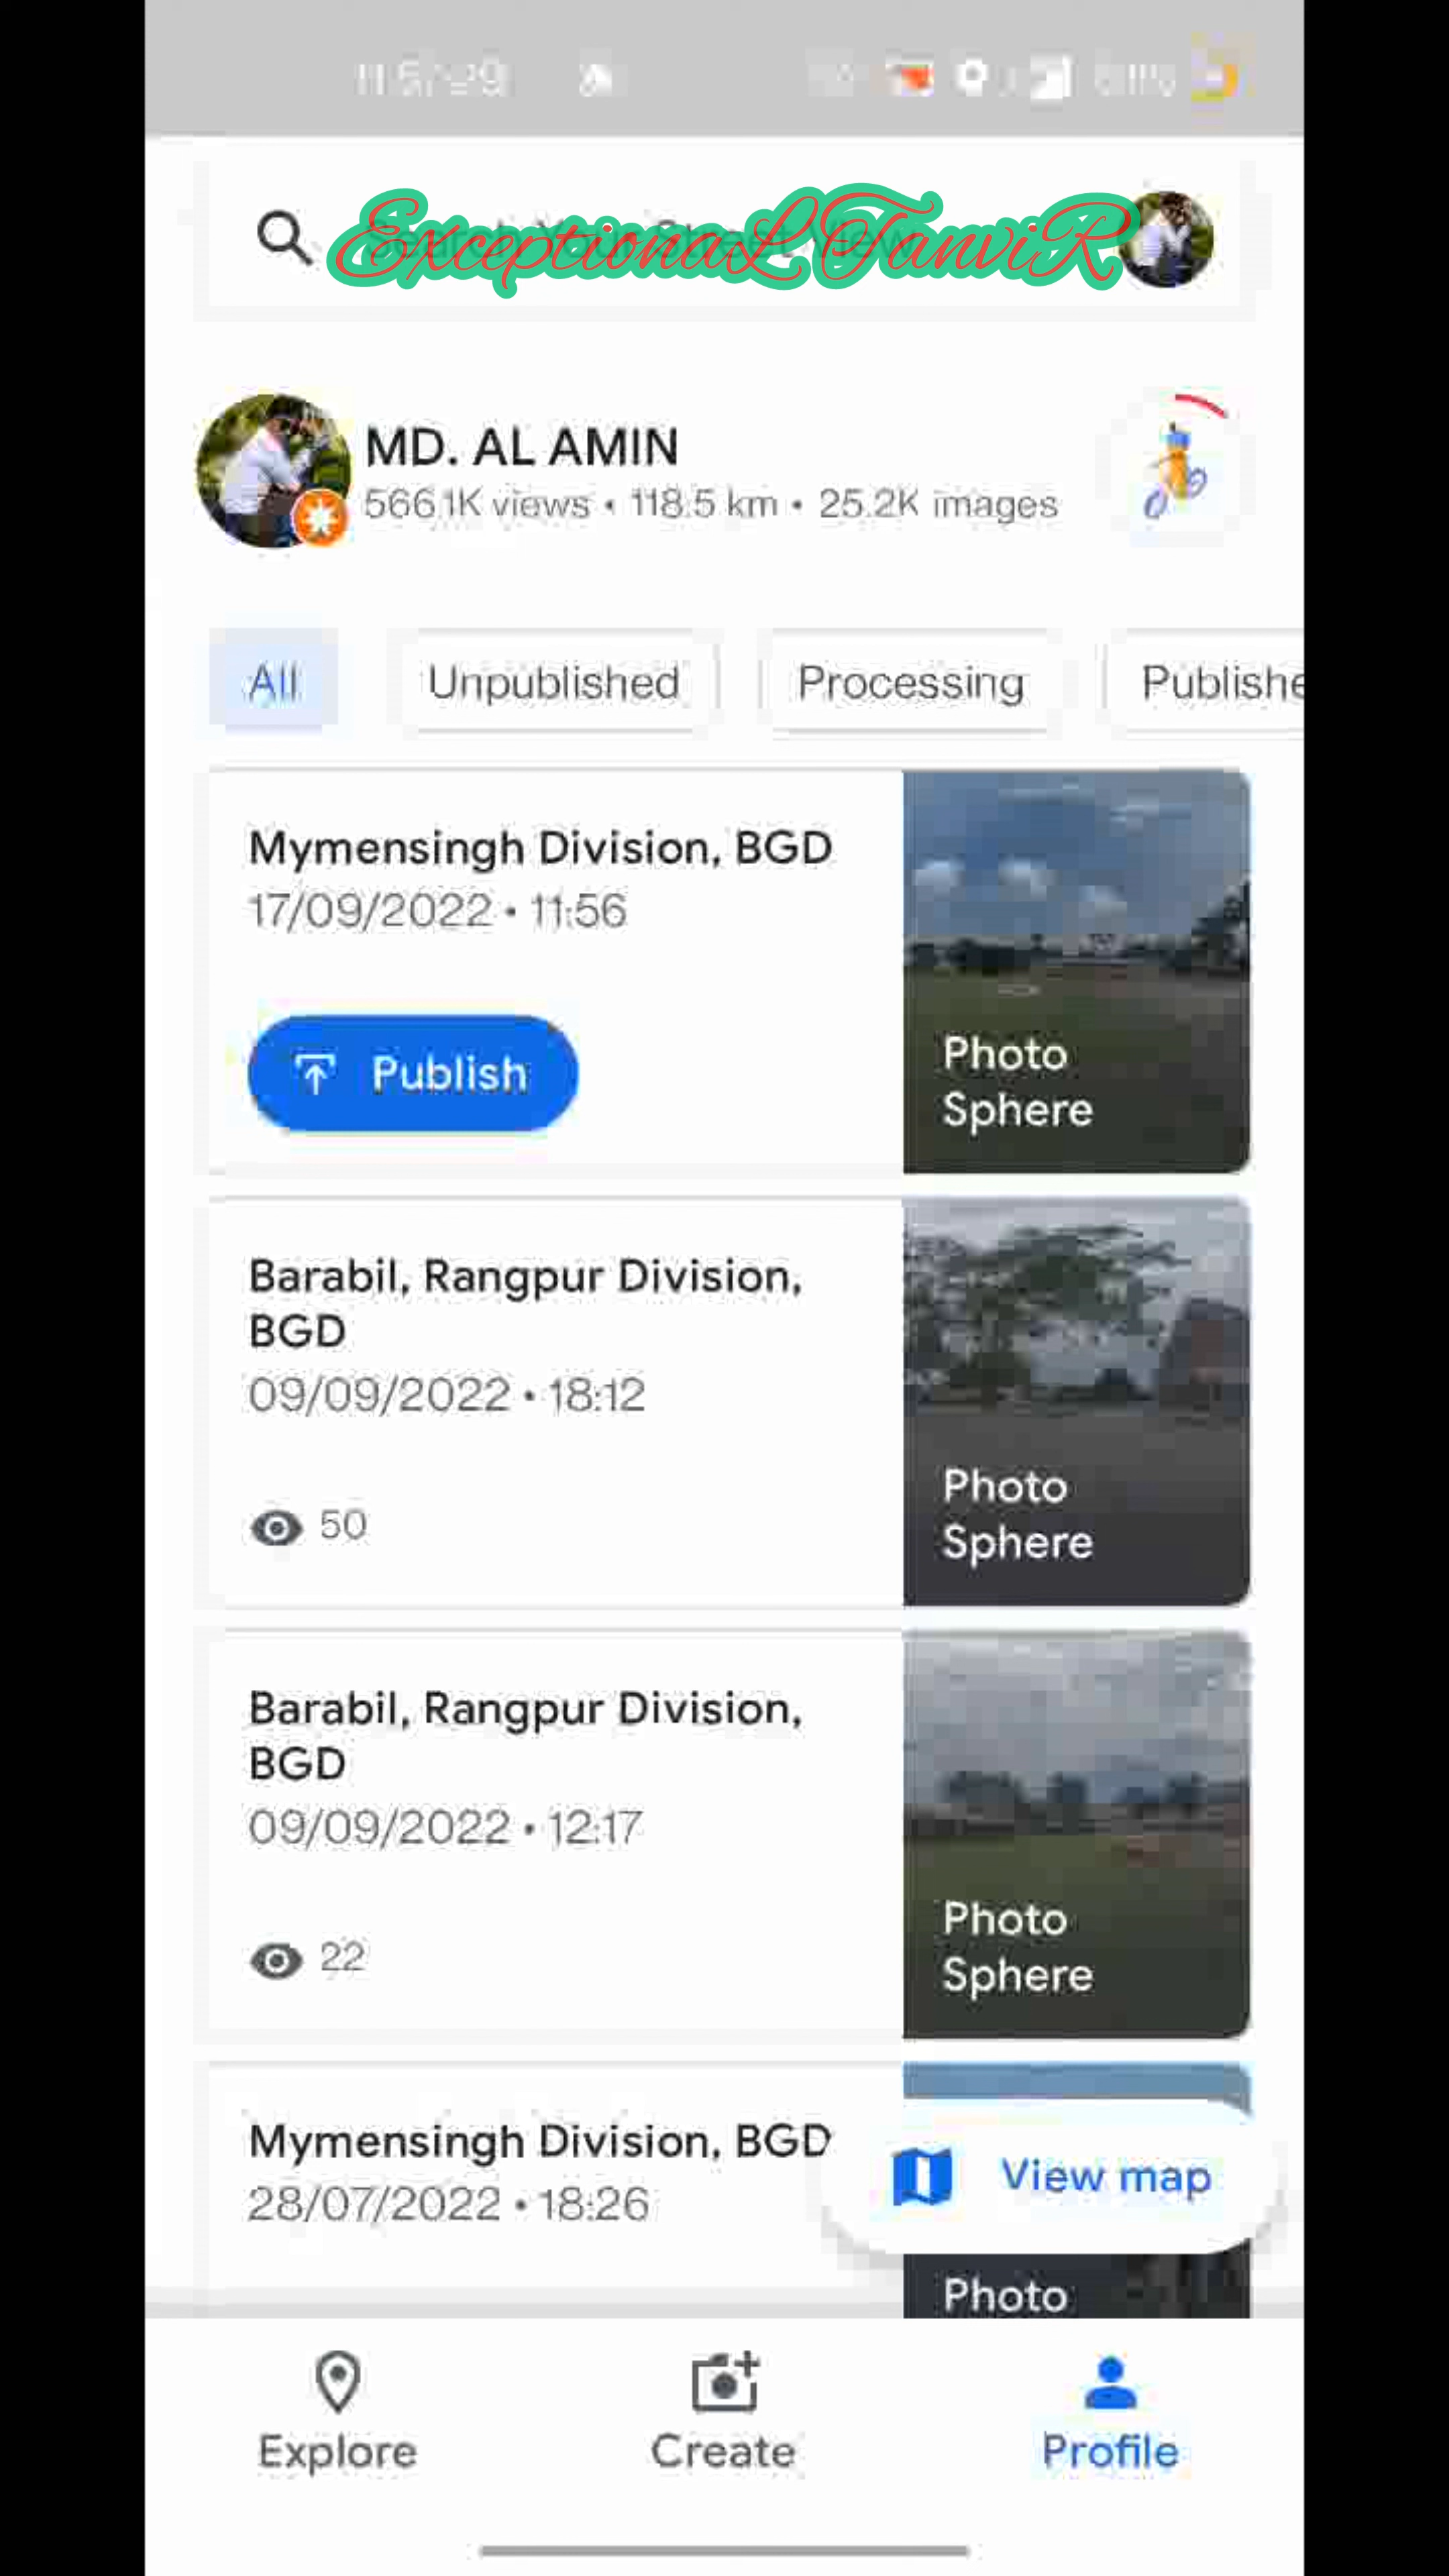 ExceptionaL TanviR
MD. AL AMIN
566.1K views • 118.5 km • 25.2K images
All
Unpublished
Processing
Publishe
Mymensingh Division, BGD
17/09/2022 • 11:56
Publish
Photo
Sphere
Barabil, Rangpur Division,
BGD
09/09/2022 • 18:12
50
Photo
Sphere
Barabil, Rangpur Division,
BGD
09/09/2022 • 12:17
22
Photo
Sphere
Mymensingh Division, BGD
28/07/2022 • 18:26
View map
Photo
Explore
Create
Profile